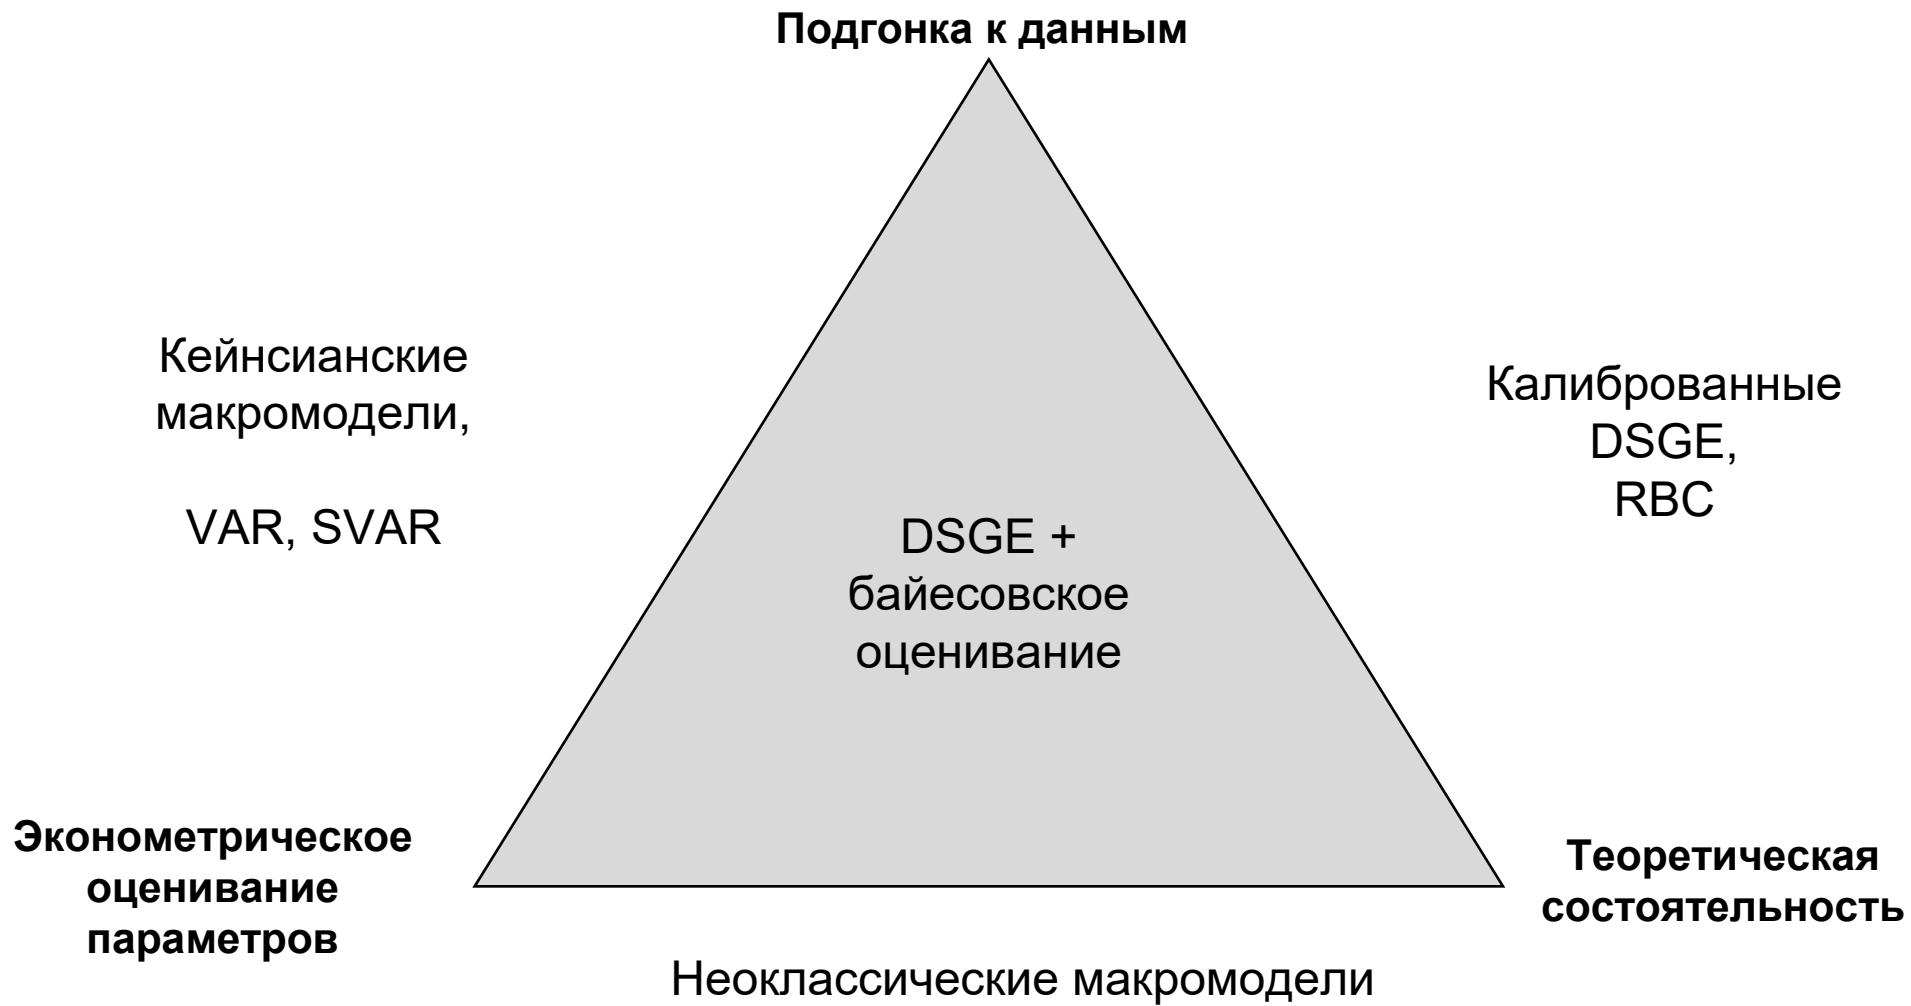 Подгонка к данным
Кейнсианские
макромодели,
VAR, SVAR
Калиброванные
DSGE,
RBC
DSGE +
байесовское
оценивание
Эконометрическое
оценивание
параметров
Теоретическая
состоятельность
Неоклассические макромодели